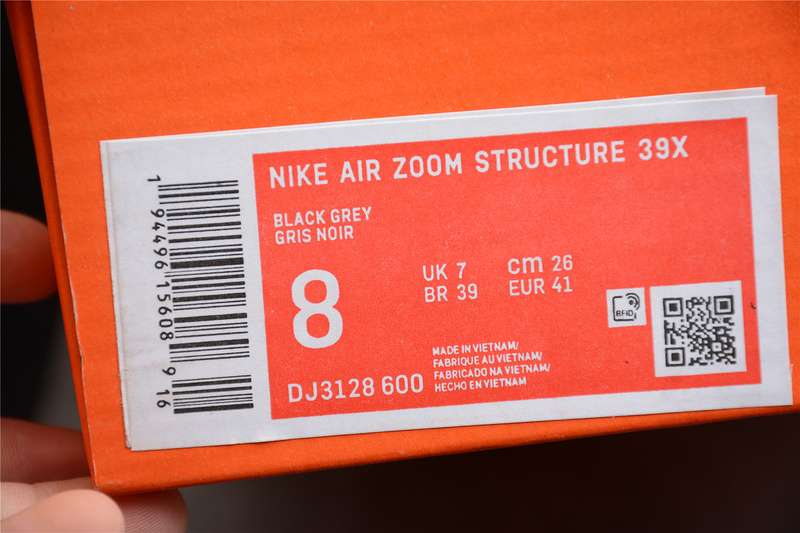 NIKE AIR ZOOM STRUCTURE 39X
BLACK GREY
GRIS NOIR
8
UK 7 cm 26
BR 39 EUR 41
RFID
MADE IN VIETNAM/
FABRIQUE AU VIETNAM/
FABRICADO NA VIETNAM/
HECHO EN VIETNAM
DJ3128 600
1 94496 15608 9 16